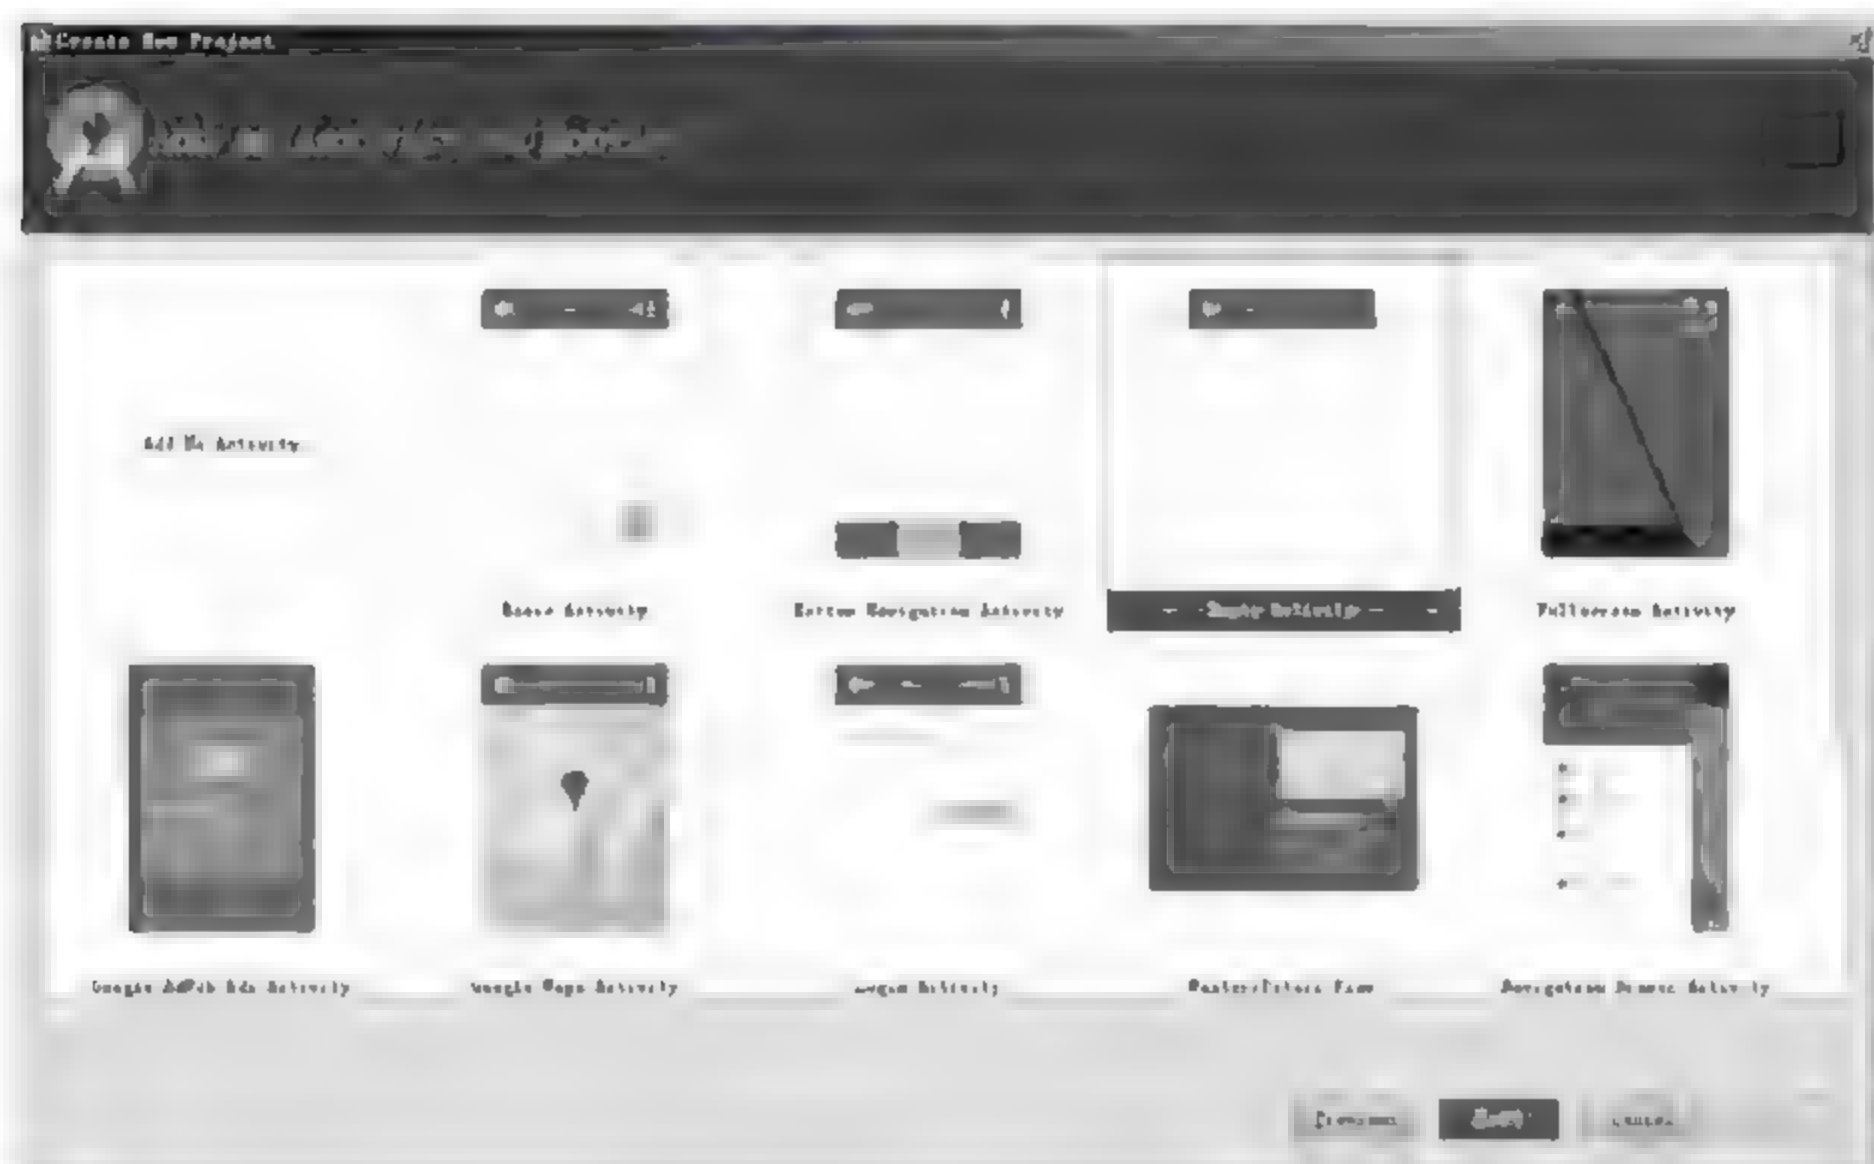 Create New Project
Add No Activity
Basic Activity
Bottom Navigation Activity
Empty Activity
Fullscreen Activity
Google AdMob Ads Activity
Google Maps Activity
Login Activity
Master/Detail Flow
Navigation Drawer Activity
Previous
Next
Cancel